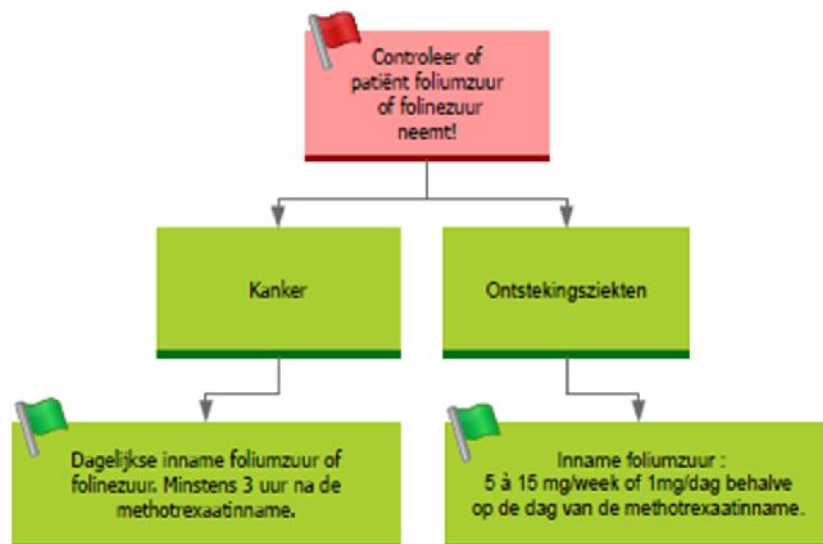 Controleer of
patiënt foliumzuur
of folinezuur
neemt!
Kanker
Ontstekingsziekten
Dagelijkse inname foliumzuur of
folinezuur. Minstens 3 uur na de
methotrexaatinname.
Inname foliumzuur :
5 à 15 mg/week of 1mg/dag behalve
op de dag van de methotrexaatinname.